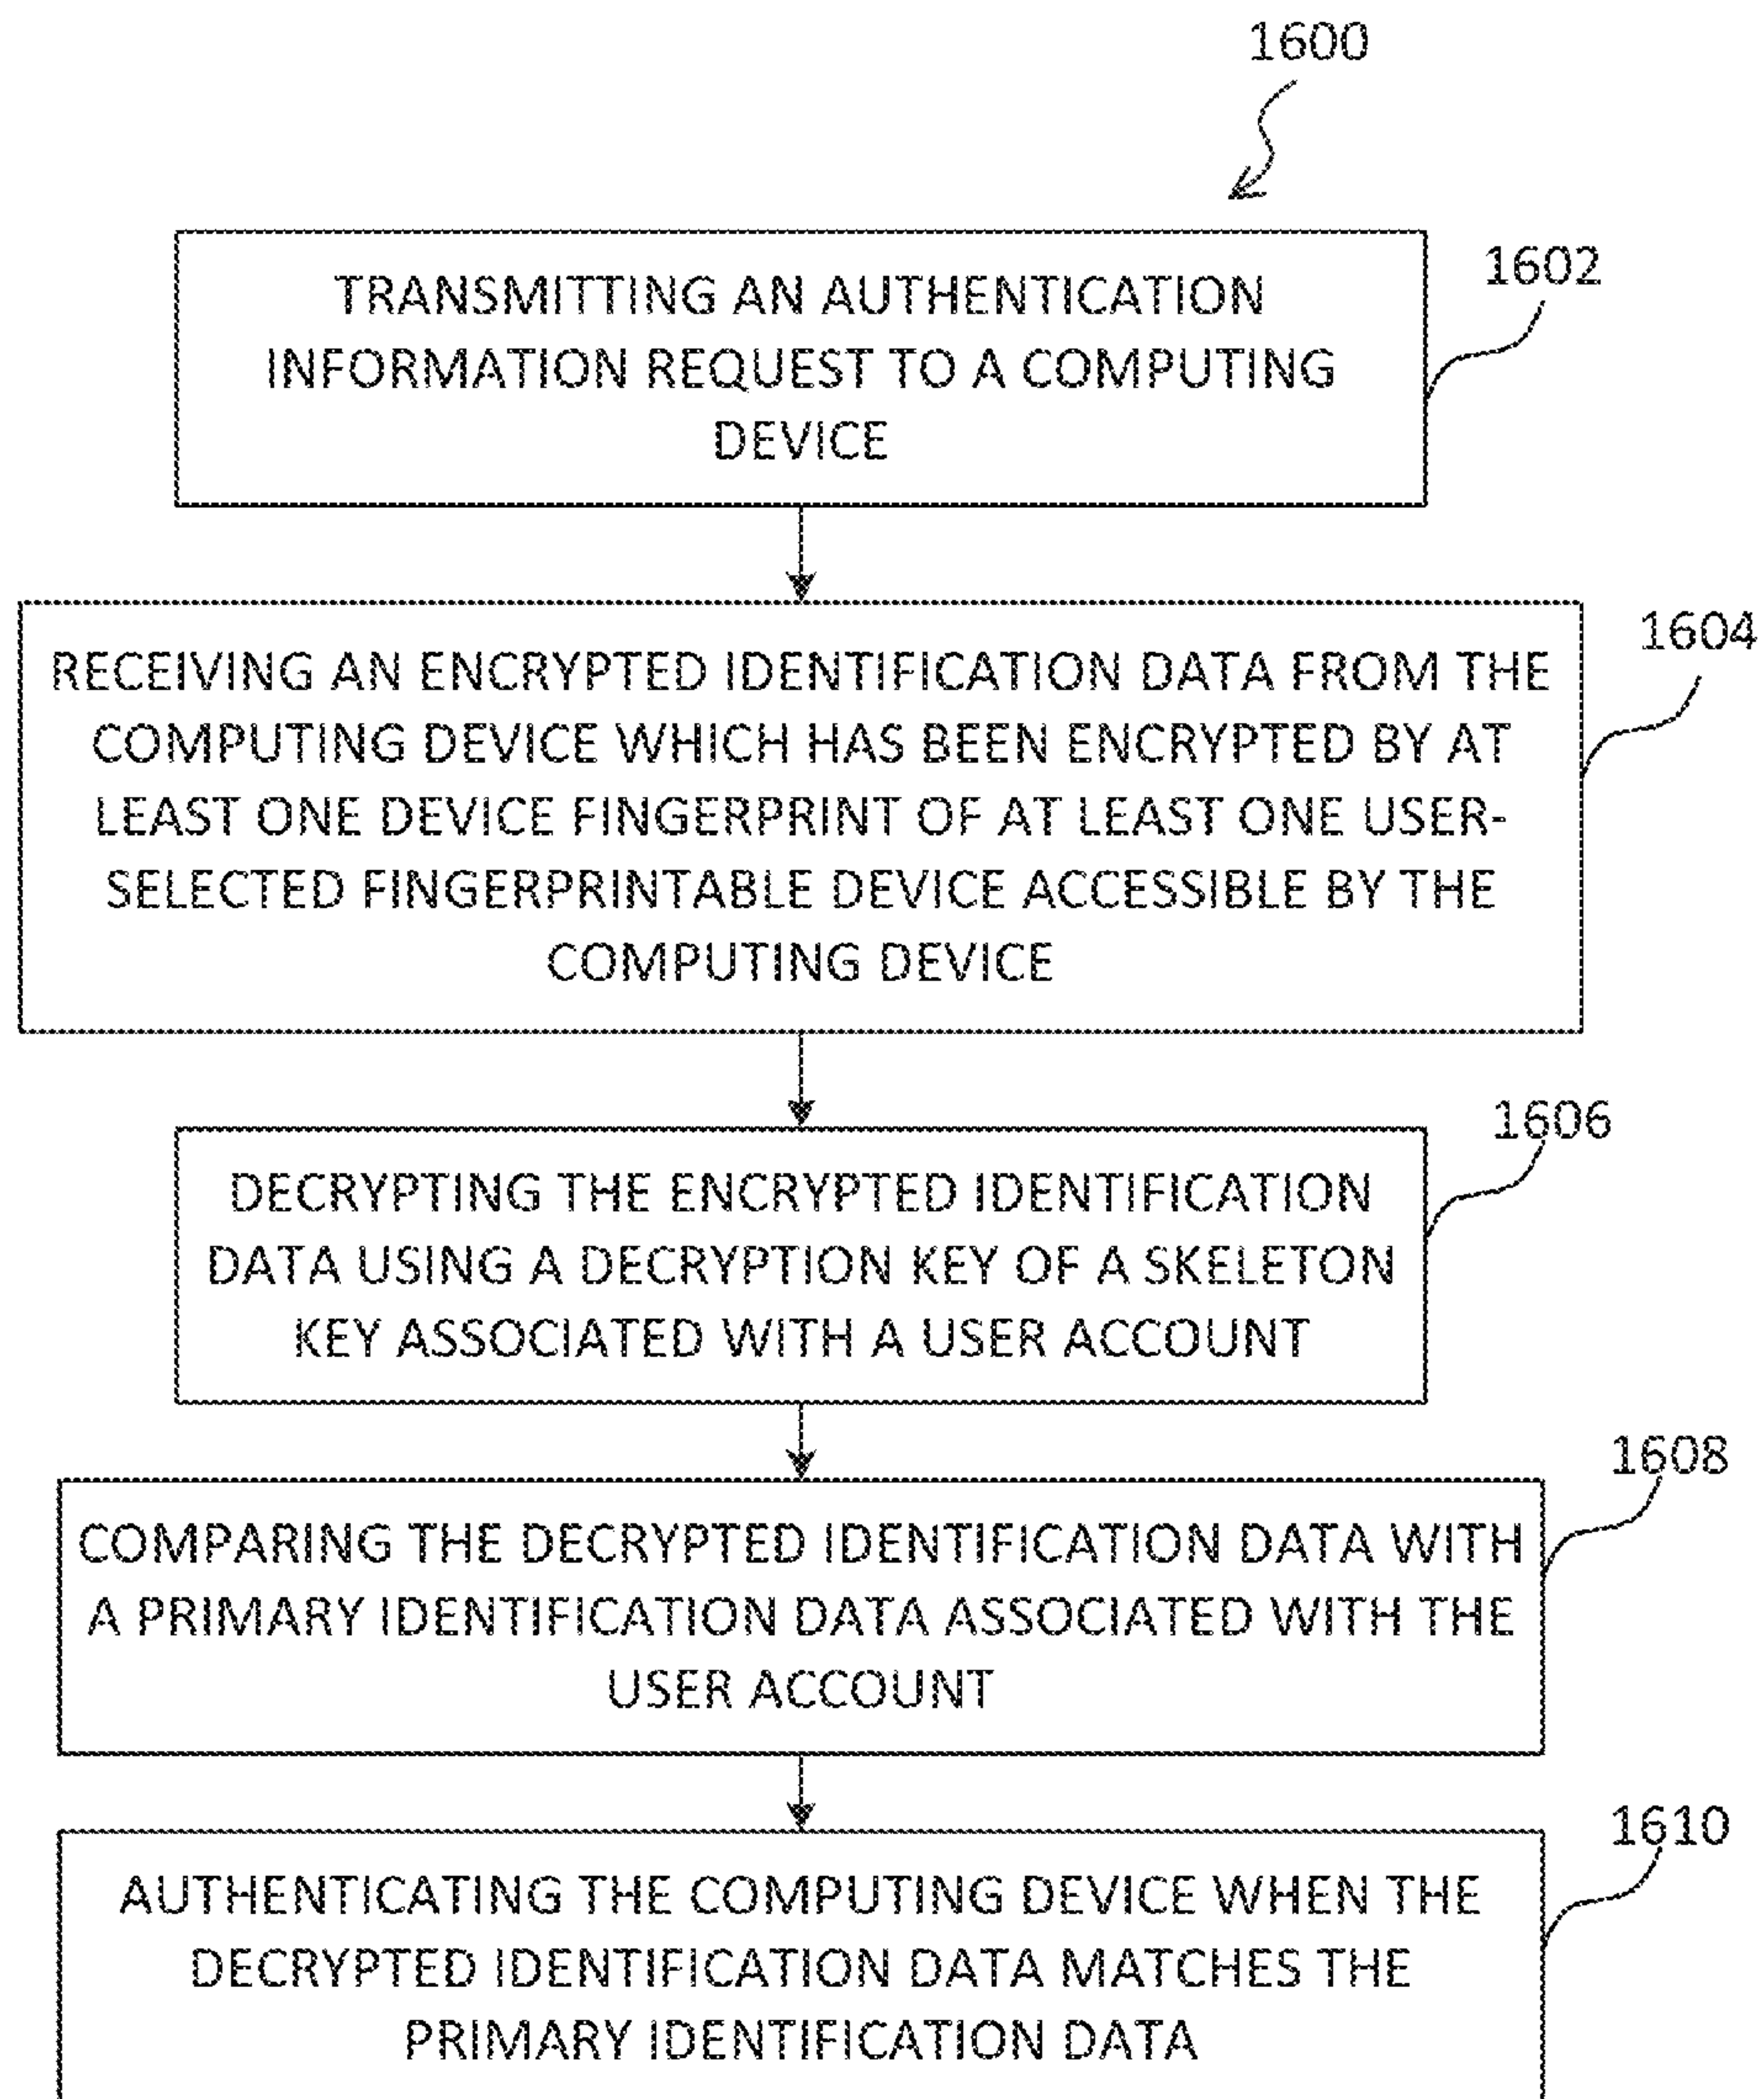 1600
1602
TRANSMITTING AN AUTHENTICATION
INFORMATION REQUEST TO A COMPUTING
DEVICE
1604
RECEIVING AN ENCRYPTED IDENTIFICATION DATA FROM THE
COMPUTING DEVICE WHICH HAS BEEN ENCRYPTED BY AT
LEAST ONE DEVICE FINGERPRINT OF AT LEAST ONE USER-
SELECTED FINGERPRINTABLE DEVICE ACCESSIBLE BY THE
COMPUTING DEVICE
1606
DECRYPTING THE ENCRYPTED IDENTIFICATION
DATA USING A DECRYPTION KEY OF A SKELETON
KEY ASSOCIATED WITH A USER ACCOUNT
1608
COMPARING THE DECRYPTED IDENTIFICATION DATA WITH
A PRIMARY IDENTIFICATION DATA ASSOCIATED WITH THE
USER ACCOUNT
1610
AUTHENTICATING THE COMPUTING DEVICE WHEN THE
DECRYPTED IDENTIFICATION DATA MATCHES THE
PRIMARY IDENTIFICATION DATA